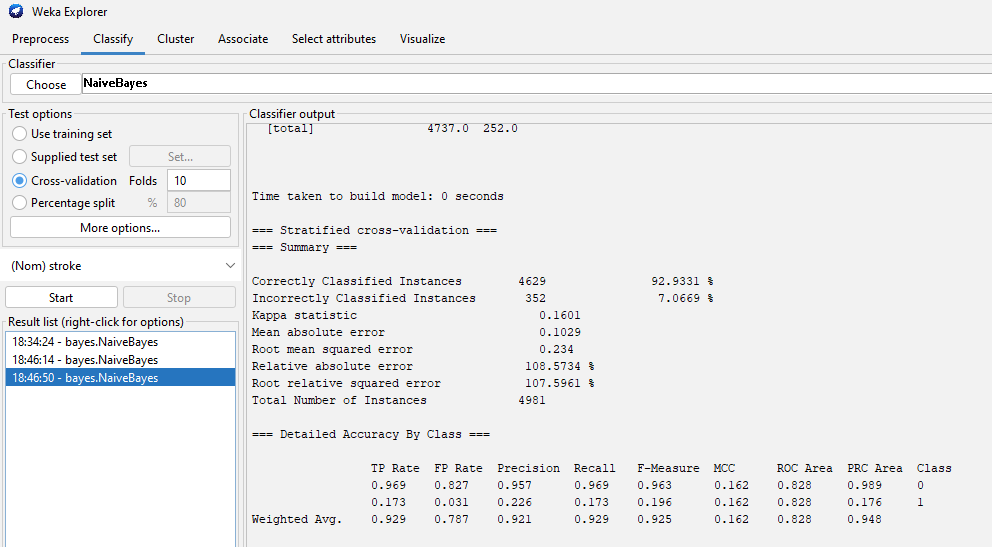 Weka Explorer
Preprocess Classify Cluster Associate Select attributes Visualize
Classifier
Choose NaiveBayes
Test options
Use training set
Supplied test set Set...
Cross-validation Folds 10
Percentage split % 80
More options...
(Nom) stroke
Start Stop
Result list (right-click for options)
18:34:24 - bayes.NaiveBayes
18:46:14 - bayes.NaiveBayes
18:46:50 - bayes.NaiveBayes
Classifier output
[total] 4737.0 252.0
Time taken to build model: 0 seconds
=== Stratified cross-validation ===
=== Summary ===
Correctly Classified Instances 4629 92.9331 %
Incorrectly Classified Instances 352 7.0669 %
Kappa statistic 0.1601
Mean absolute error 0.1029
Root mean squared error 0.234
Relative absolute error 108.5734 %
Root relative squared error 107.5961 %
Total Number of Instances 4981
=== Detailed Accuracy By Class ===
TP Rate FP Rate Precision Recall F-Measure MCC ROC Area PRC Area Class
0.969 0.827 0.957 0.969 0.963 0.162 0.828 0.989 0
0.173 0.031 0.226 0.173 0.196 0.162 0.828 0.176 1
Weighted Avg. 0.929 0.787 0.921 0.929 0.925 0.162 0.828 0.948